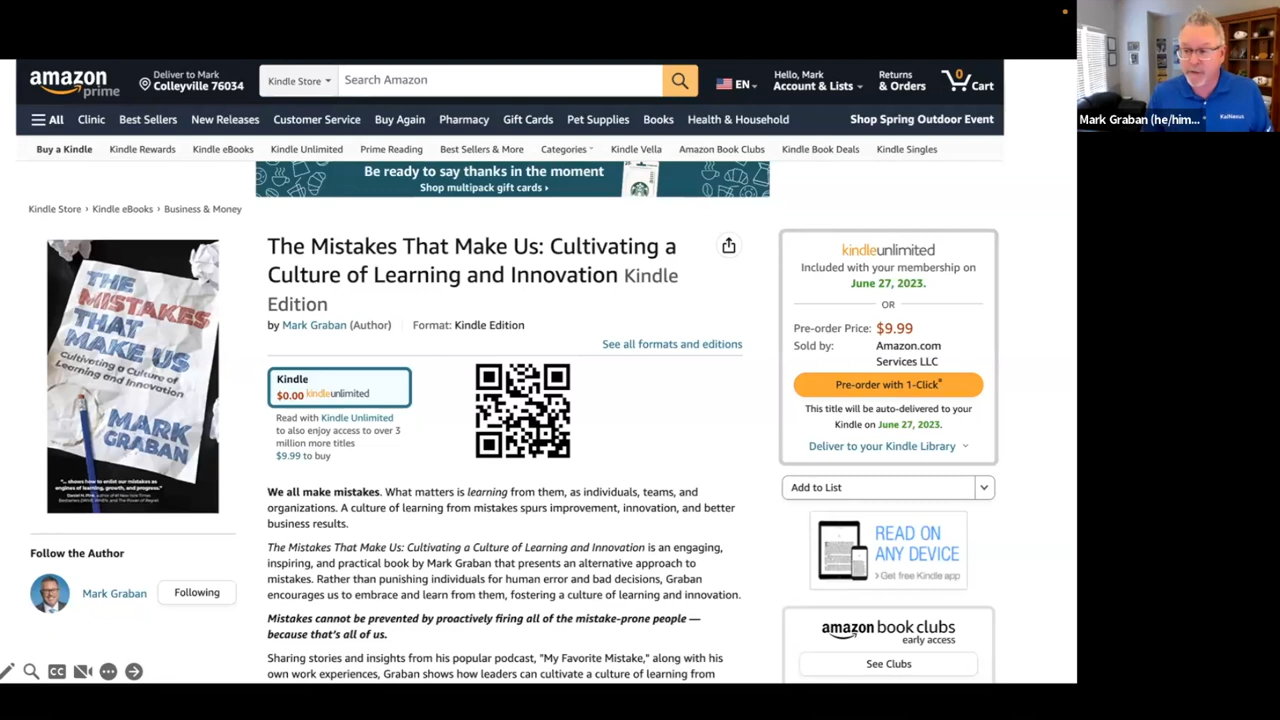 amazon
prime
Deliver to Mark
Colleyville 76034
Kindle Store
Search Amazon
EN
Hello, Mark
Account & Lists
Returns
& Orders
0
Cart
All
Clinic
Best Sellers
New Releases
Customer Service
Buy Again
Pharmacy
Gift Cards
Pet Supplies
Books
Health & Household
Shop Spring Outdoor Event
Buy a Kindle
Kindle Rewards
Kindle eBooks
Kindle Unlimited
Prime Reading
Best Sellers & More
Categories
Kindle Vella
Amazon Book Clubs
Kindle Book Deals
Kindle Singles
Be ready to say thanks in the moment
Shop multipack gift cards ›
Kindle Store › Kindle eBooks › Business & Money
THE
MISTAKES
THAT
MAKE US
Cultivating a Culture of
Learning and Innovation
MARK
GRABAN
"... shows how to enlist our mistakes as
engines of learning, growth, and progress."
Follow the Author
Mark Graban
Following
The Mistakes That Make Us: Cultivating a
Culture of Learning and Innovation Kindle
Edition
by Mark Graban (Author)
Format: Kindle Edition
See all formats and editions
Kindle
$0.00 kindleunlimited
Read with Kindle Unlimited
to also enjoy access to over 3
million more titles
$9.99 to buy
We all make mistakes. What matters is learning from them, as individuals, teams, and
organizations. A culture of learning from mistakes spurs improvement, innovation, and better
business results.
The Mistakes That Make Us: Cultivating a Culture of Learning and Innovation is an engaging,
inspiring, and practical book by Mark Graban that presents an alternative approach to
mistakes. Rather than punishing individuals for human error and bad decisions, Graban
encourages us to embrace and learn from them, fostering a culture of learning and innovation.
Mistakes cannot be prevented by proactively firing all of the mistake-prone people —
because that's all of us.
Sharing stories and insights from his popular podcast, "My Favorite Mistake," along with his
own work experiences, Graban shows how leaders can cultivate a culture of learning from
kindleunlimited
Included with your membership on
June 27, 2023.
OR
Pre-order Price: $9.99
Sold by: Amazon.com
Services LLC
Pre-order with 1-Click®
This title will be auto-delivered to your
Kindle on June 27, 2023.
Deliver to your Kindle Library
Add to List
READ ON
ANY DEVICE
› Get free Kindle app
amazon book clubs
early access
See Clubs
CC
KaiNexus
Mark Graban (he/him...